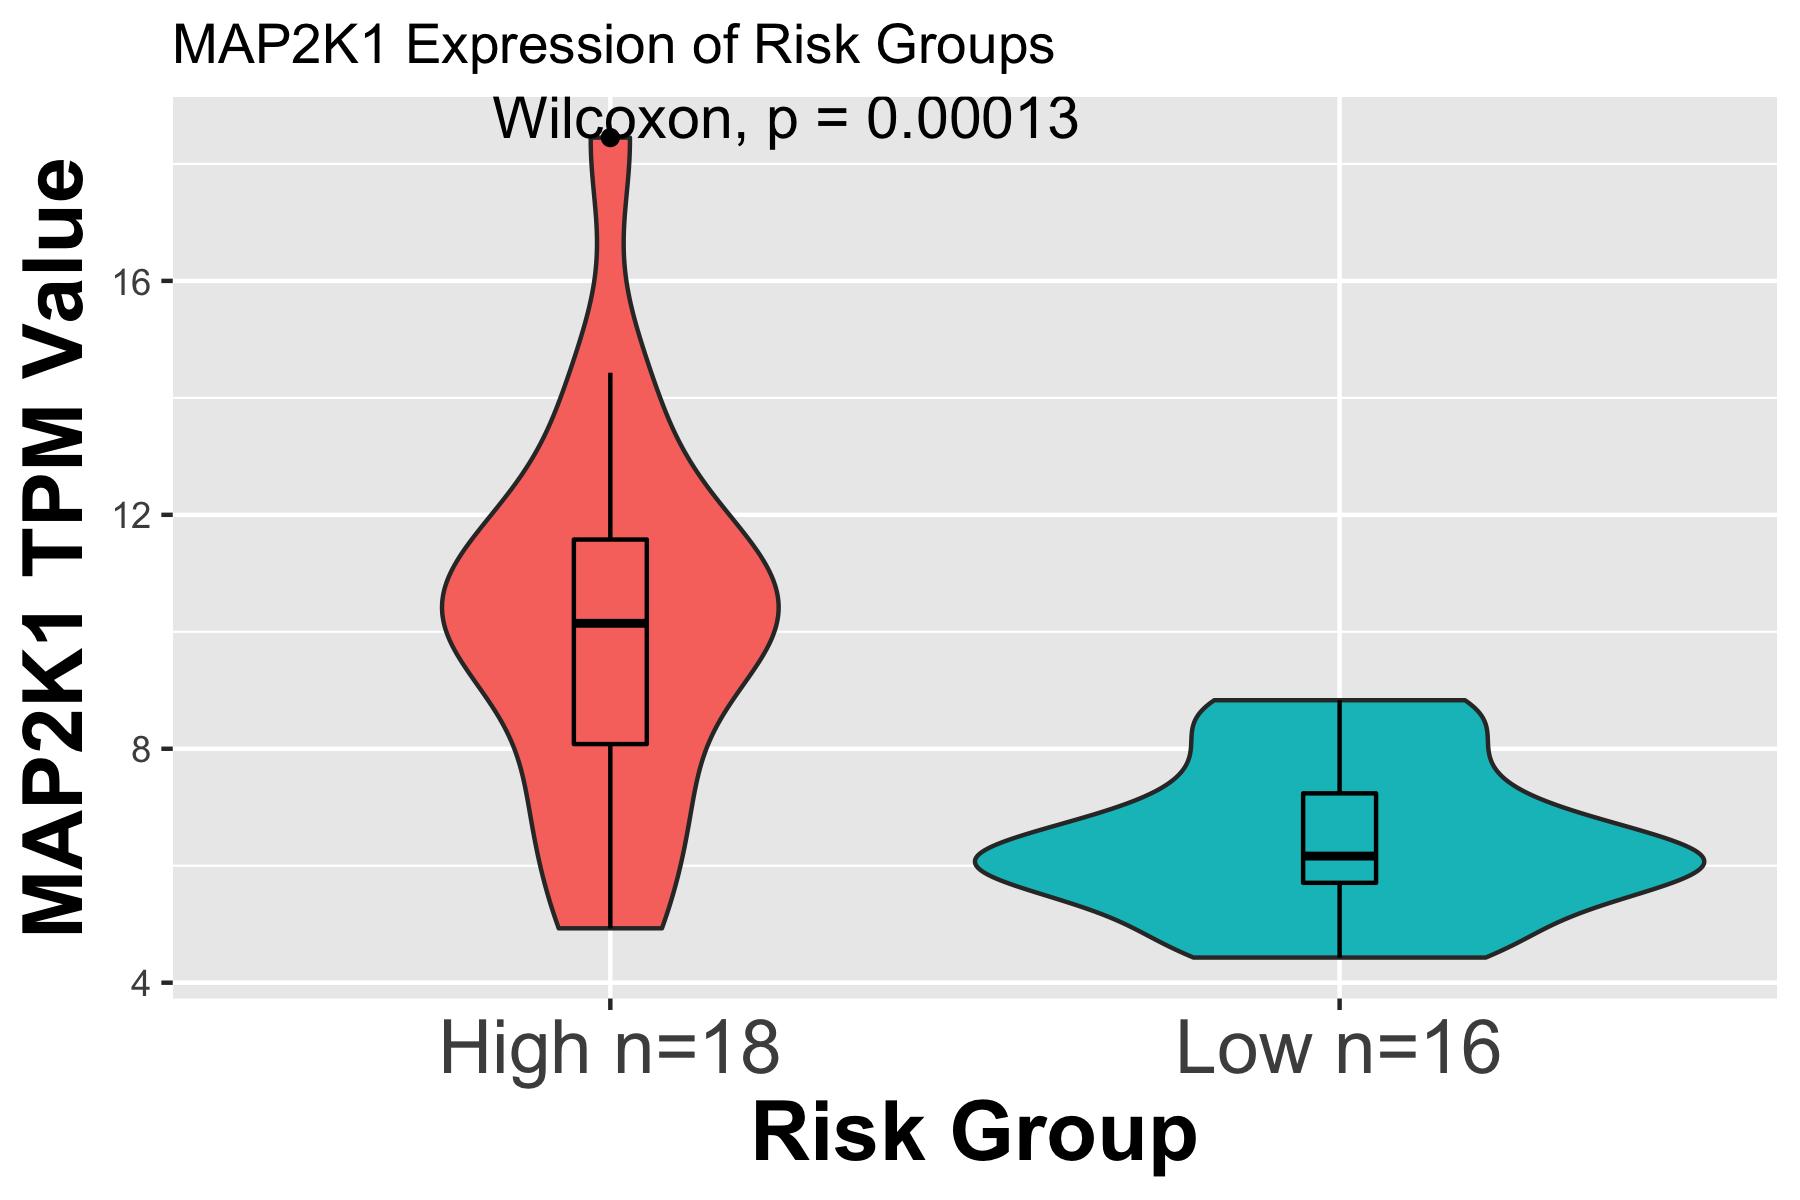 MAP2K1 Expression of Risk Groups
Wilcoxon, p = 0.00013
MAP2K1 TPM Value
16
12
8
4
High n=18
Low n=16
Risk Group